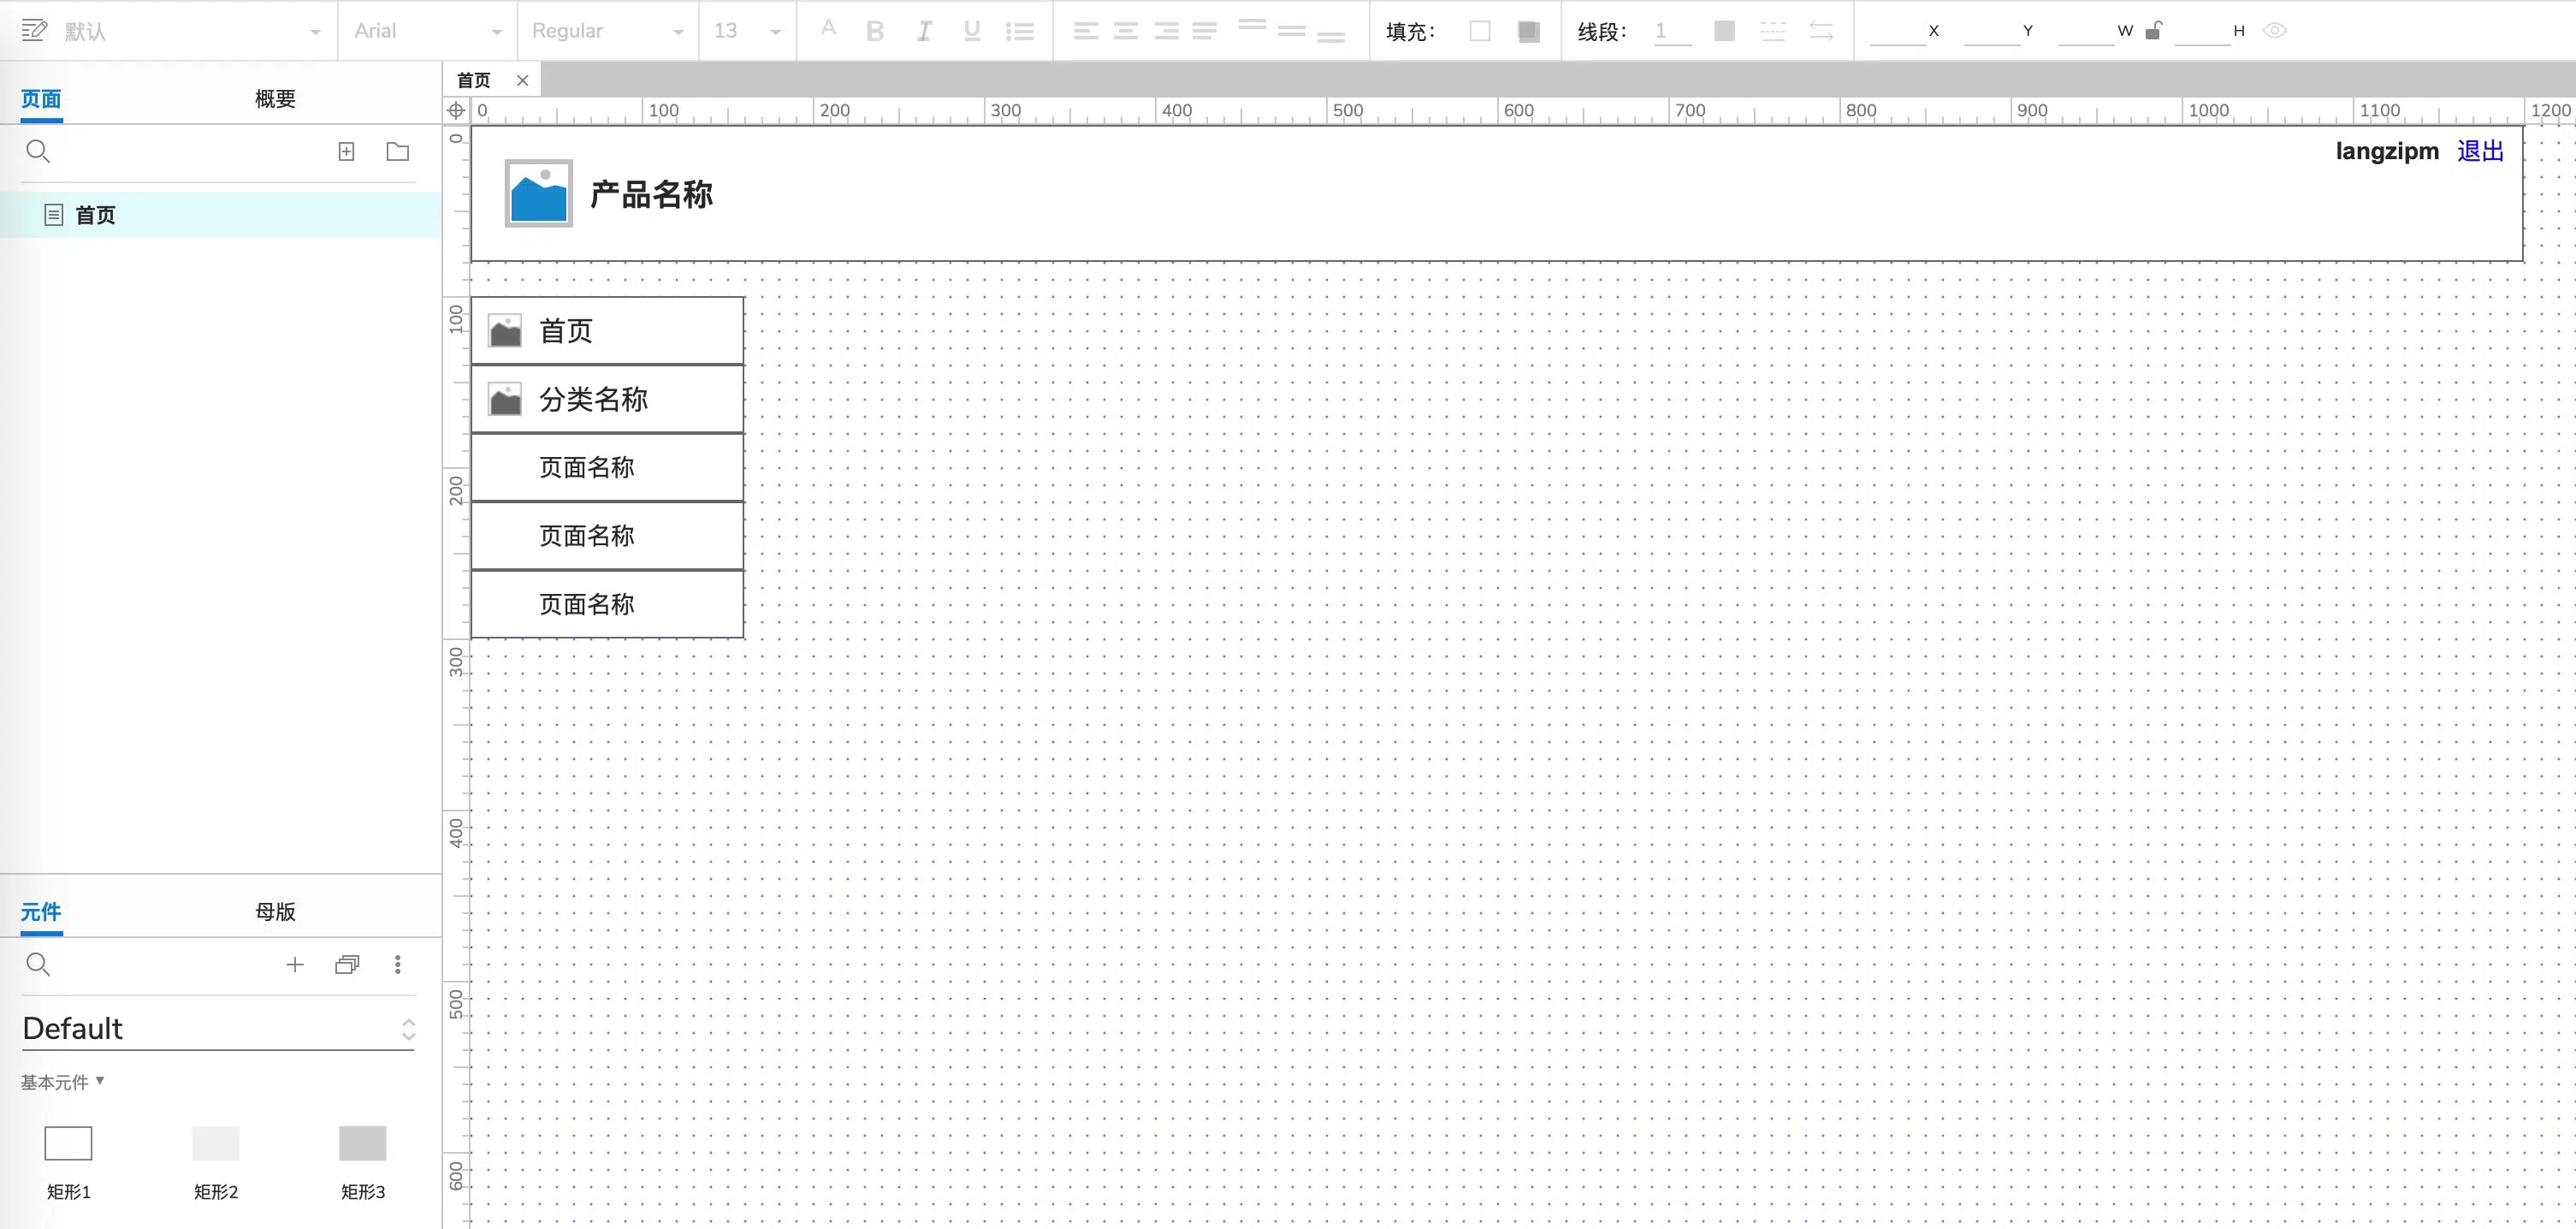 默认 Arial Regular 13 A B I U 填充： 线段： 1 X Y W H
页面 概要
首页
首页
0 100 200 300 400 500 600 700 800 900 1000 1100 1200
0
100
200
300
400
500
600
langzipm 退出
产品名称
首页
分类名称
页面名称
页面名称
页面名称
元件 母版
Default
基本元件
矩形1 矩形2 矩形3